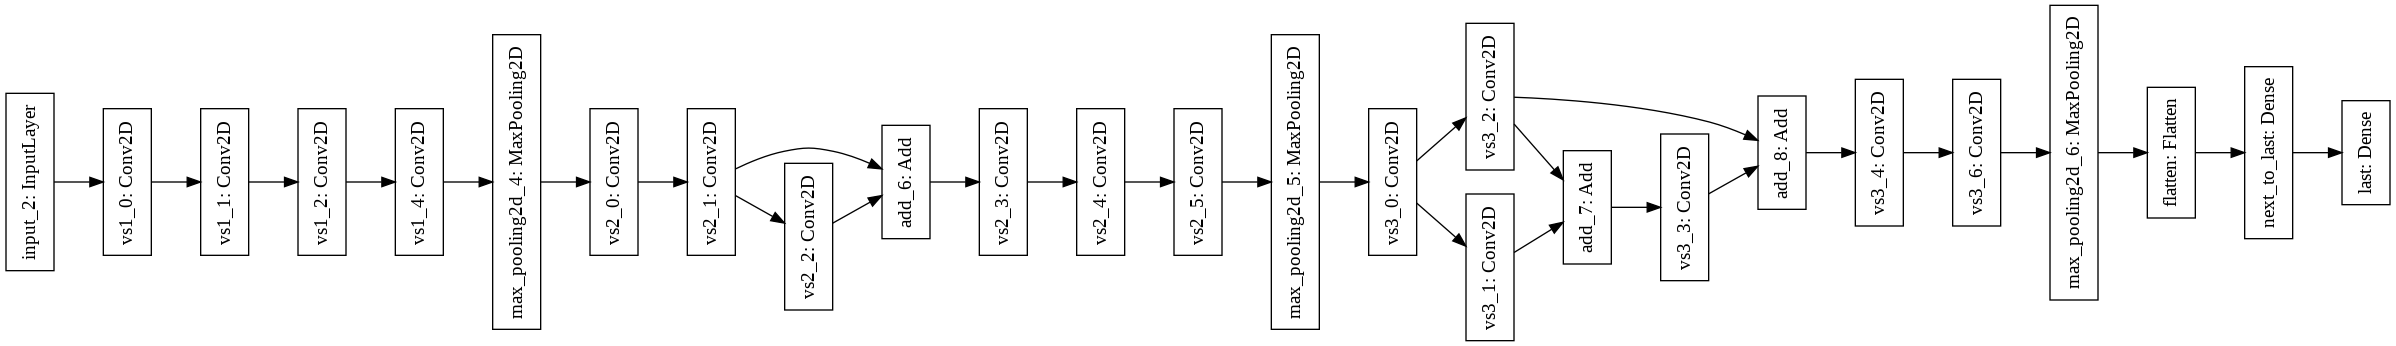 input_2: InputLayer
vs1_0: Conv2D
vs1_1: Conv2D
vs1_2: Conv2D
vs1_4: Conv2D
max_pooling2d_4: MaxPooling2D
vs2_0: Conv2D
vs2_1: Conv2D
vs2_2: Conv2D
add_6: Add
vs2_3: Conv2D
vs2_4: Conv2D
vs2_5: Conv2D
max_pooling2d_5: MaxPooling2D
vs3_0: Conv2D
vs3_2: Conv2D
vs3_1: Conv2D
add_7: Add
vs3_3: Conv2D
add_8: Add
vs3_4: Conv2D
vs3_6: Conv2D
max_pooling2d_6: MaxPooling2D
flatten: Flatten
next_to_last: Dense
last: Dense